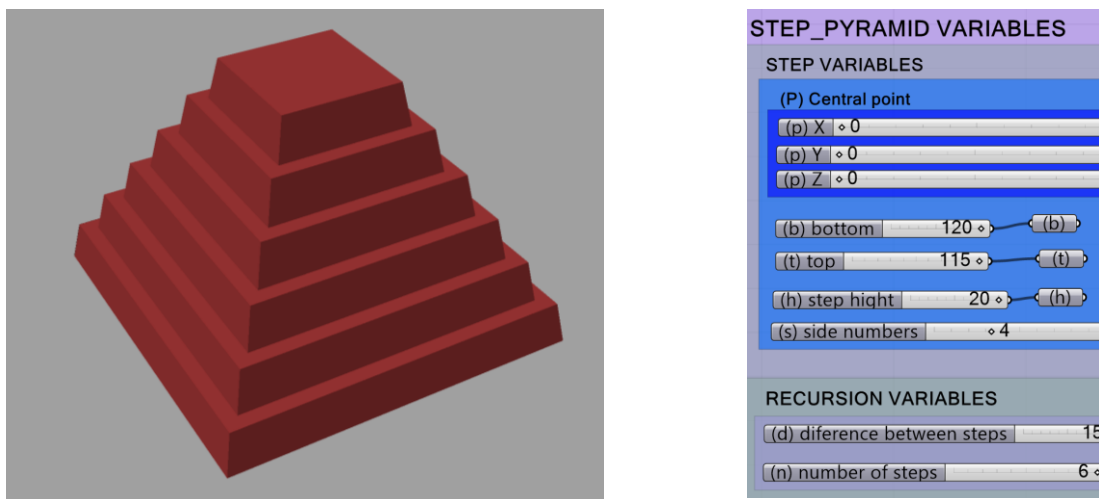 STEP_PYRAMID VARIABLES
STEP VARIABLES
(P) Central point
(p) X ⋄ 0
(p) Y ⋄ 0
(p) Z ⋄ 0
(b) bottom 120 ⋄ (b)
(t) top 115 ⋄ (t)
(h) step hight 20 ⋄ (h)
(s) side numbers ⋄ 4
RECURSION VARIABLES
(d) diference between steps 15
(n) number of steps 6 ⋄